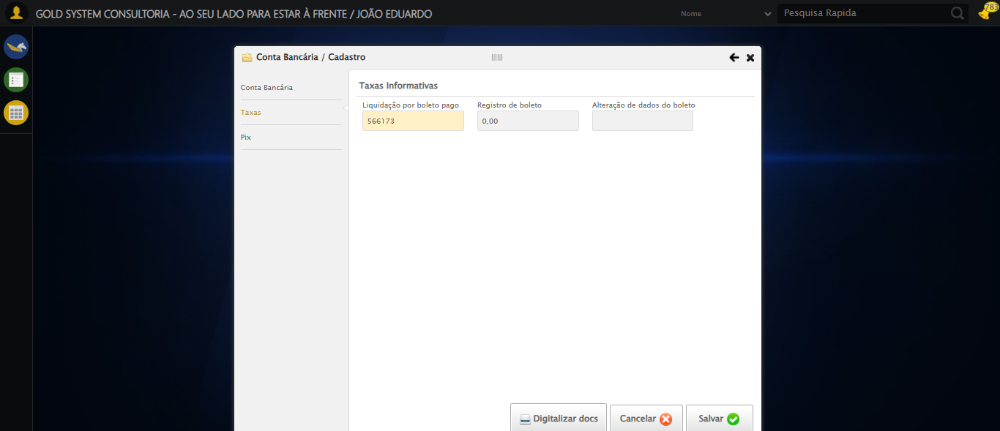 GOLD SYSTEM CONSULTORIA - AO SEU LADO PARA ESTAR À FRENTE / JOÃO EDUARDO
Nome
Pesquisa Rapida
783
Conta Bancária / Cadastro
Conta Bancária
Taxas
Pix
Taxas Informativas
Liquidação por boleto pago
Registro de boleto
Alteração de dados do boleto
566173
0,00
Digitalizar docs
Cancelar
Salvar